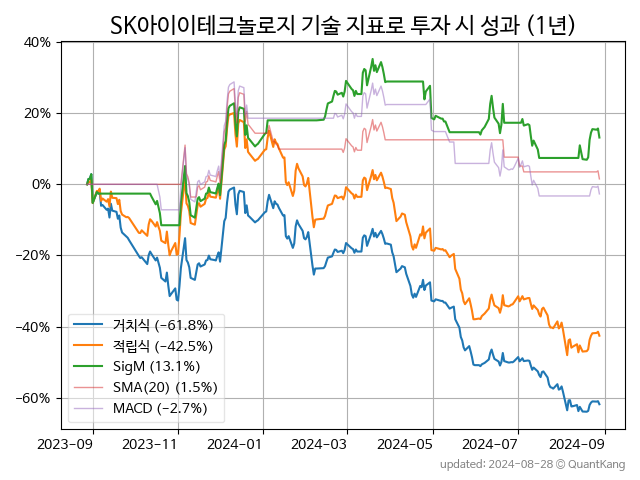 SK아이이테크놀로지 기술 지표로 투자 시 성과 (1년)
40%
20%
0%
−20%
−40%
−60%
거치식 (−61.8%)
적립식 (−42.5%)
SigM (13.1%)
SMA(20) (1.5%)
MACD (−2.7%)
2023-09 2023-11 2024-01 2024-03 2024-05 2024-07 2024-09
updated: 2024-08-28 © QuantKang